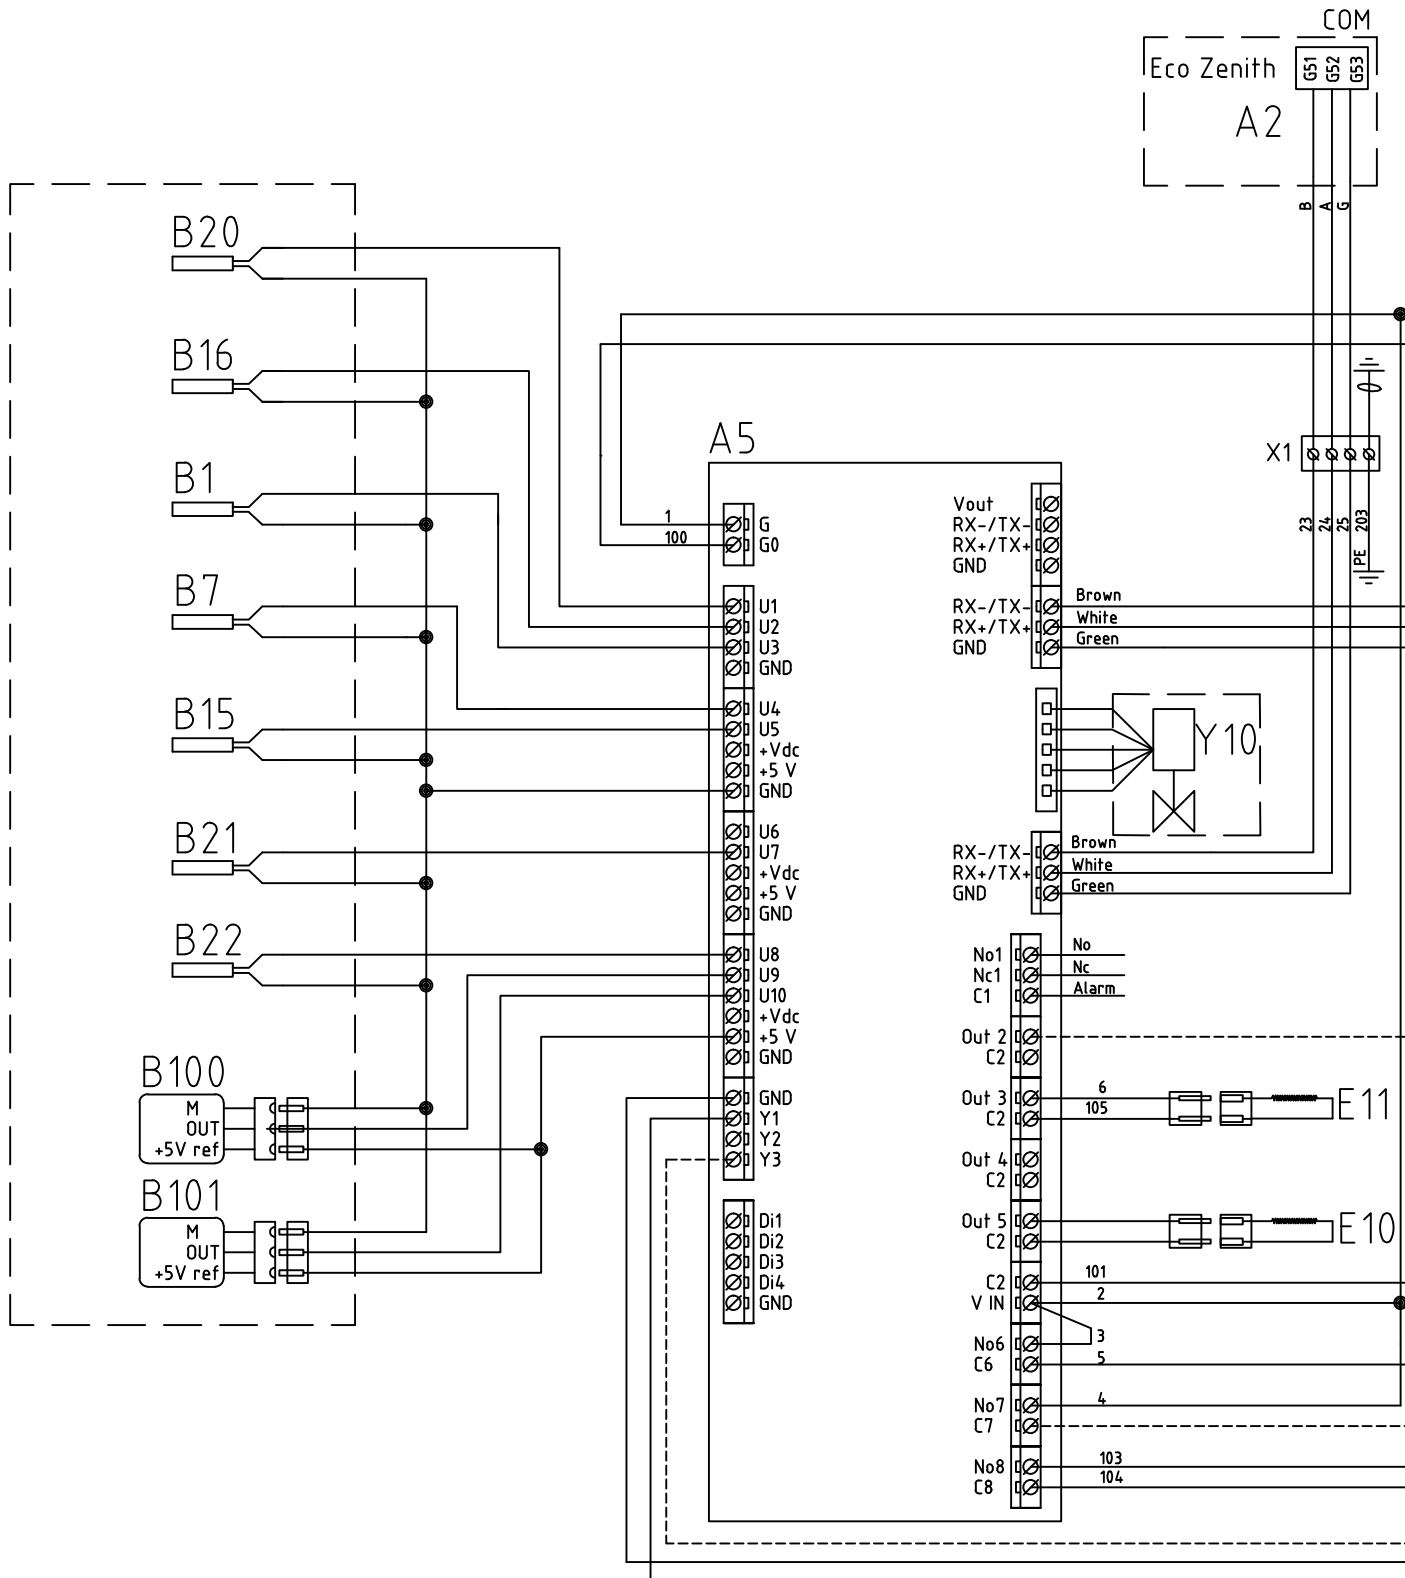 COM
Eco Zenith
G51
G52
G53
A2
B
A
G
B20
B16
B1
B7
B15
B21
B22
B100
M
OUT
+5V ref
B101
M
OUT
+5V ref
A5
1
100
G
G0
U1
U2
U3
GND
U4
U5
+Vdc
+5 V
GND
U6
U7
+Vdc
+5 V
GND
U8
U9
U10
+Vdc
+5 V
GND
GND
Y1
Y2
Y3
Di1
Di2
Di3
Di4
GND
X1
23
24
25
203
PE
Vout
RX-/TX-
RX+/TX+
GND
RX-/TX- Brown
RX+/TX+ White
GND Green
Y10
RX-/TX- Brown
RX+/TX+ White
GND Green
No1 No
Nc1 Nc
C1 Alarm
Out 2
C2
Out 3 6
C2 105
E11
Out 4
C2
Out 5
C2
E10
C2 101
V IN 2
No6 3
C6 5
No7 4
C7
No8 103
C8 104